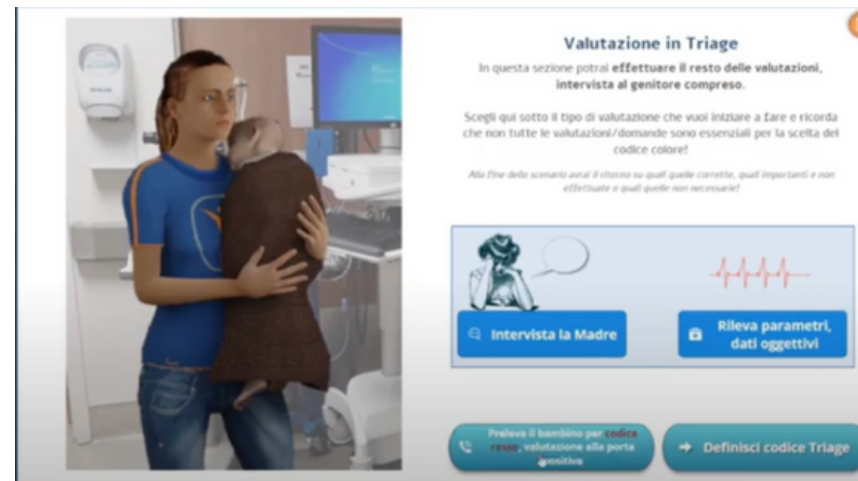 Valutazione in Triage
In questa sezione potrai effettuare il resto delle valutazioni,
intervista al genitore compreso.
Scegli qui sotto il tipo di valutazione che vuoi iniziare a fare e ricorda
che non tutte le valutazioni/domande sono essenziali per la scelta del
codice colore!
Alla fine dello scenario avrai il ritorno su quali quelle corrette, quali importanti e non
effettuate e quali quelle non necessarie!
Intervista la Madre
Rileva parametri,
dati oggettivi
Preleva il bambino per codice
rosso, valutazione alla porta
positiva
Definisci codice Triage